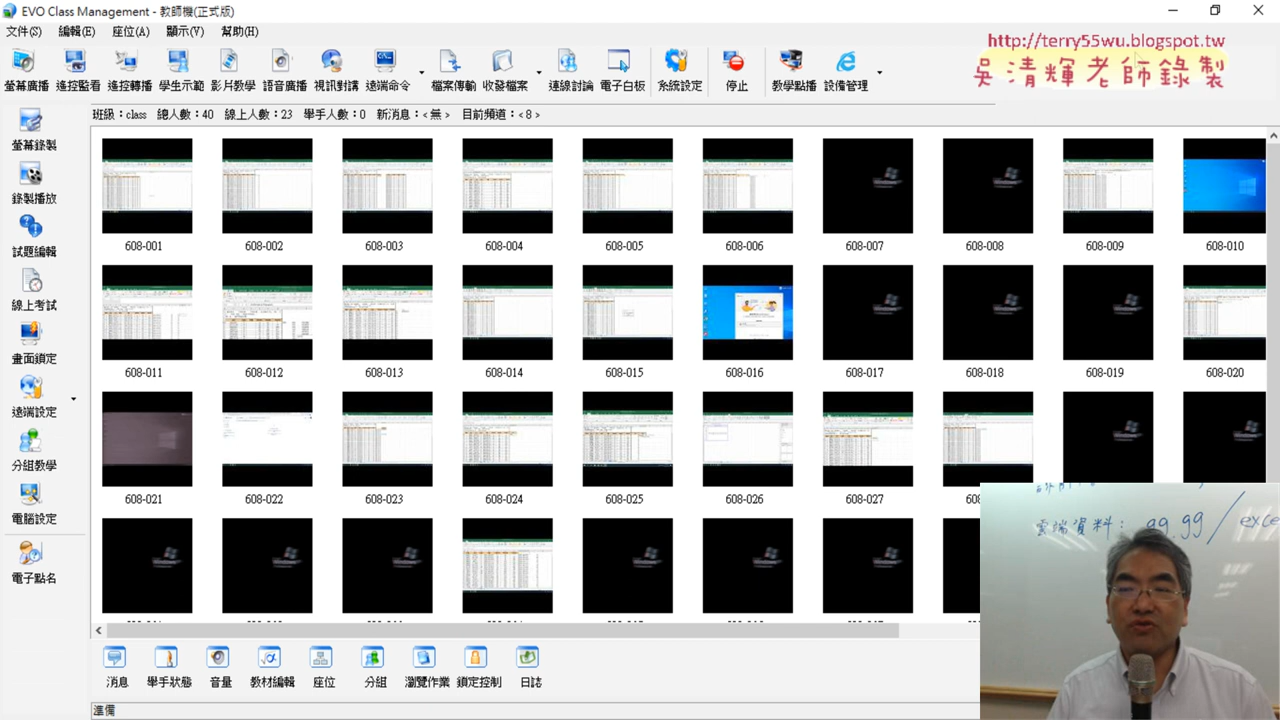 EVO Class Management - 教師機(正式版)
文件(S) 編輯(E) 座位(A) 顯示(V) 幫助(H)
http://terry55wu.blogspot.tw
吳清輝老師錄製
螢幕廣播 遙控監看 遙控轉播 學生示範 影片教學 語音廣播 視訊對講 遠端命令 檔案傳輸 收發檔案 連線討論 電子白板 系統設定 停止 教學點播 設備管理
班級：class 總人數：40 線上人數：23 舉手人數：0 新消息：<無> 目前頻道：<8>
螢幕錄製
錄製播放
試題編輯
線上考試
畫面鎖定
遠端設定
分組教學
電腦設定
電子點名
608-001 608-002 608-003 608-004 608-005 608-006 608-007 608-008 608-009 608-010
608-011 608-012 608-013 608-014 608-015 608-016 608-017 608-018 608-019 608-020
608-021 608-022 608-023 608-024 608-025 608-026 608-027
雲端資料： 99.99 / exce
消息 舉手狀態 音量 教材編輯 座位 分組 瀏覽作業 鎖定控制 日誌
準備